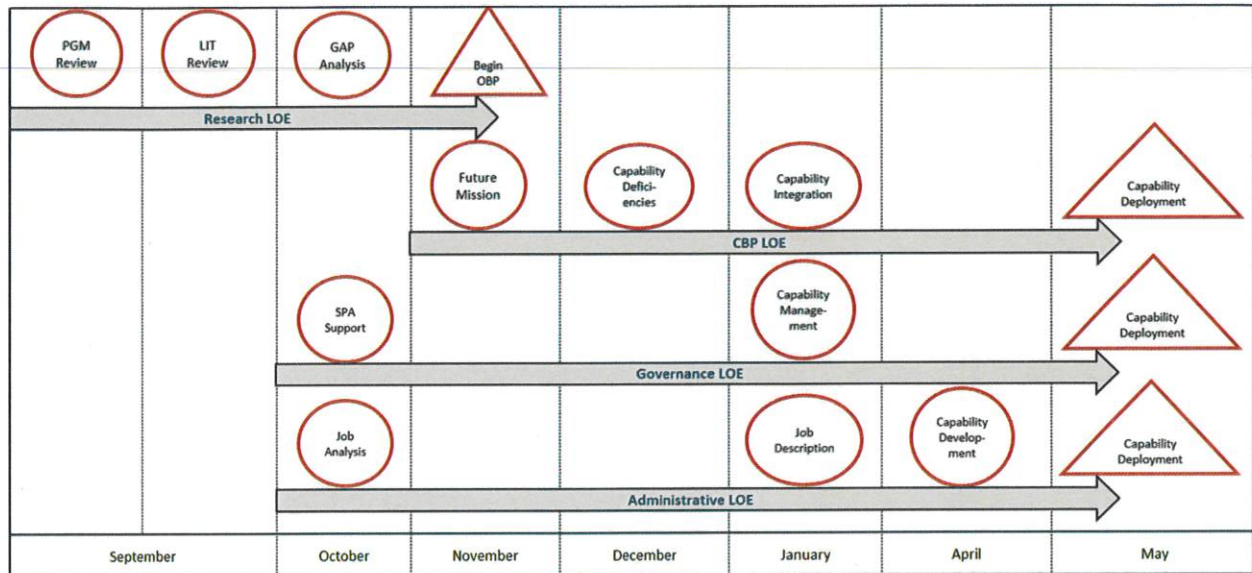 PGM
Review
LIT
Review
GAP
Analysis
Begin
OBP
Research LOE
Future
Mission
Capability
Defici-
encies
Capability
Integration
Capability
Deployment
CBP LOE
SPA
Support
Capability
Manage-
ment
Capability
Deployment
Governance LOE
Job
Analysis
Job
Description
Capability
Develop-
ment
Capability
Deployment
Administrative LOE
September
October
November
December
January
April
May